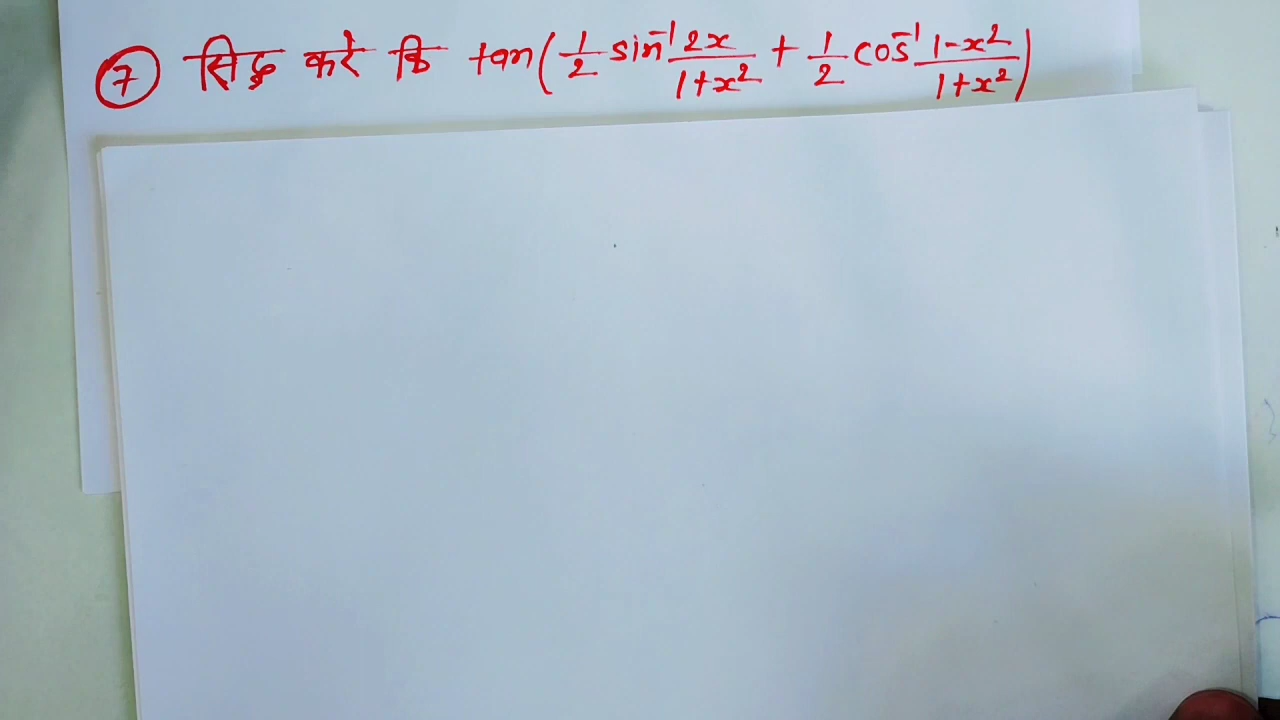 7 सिद्ध करे कि tan(1/2 sin⁻¹ 2x/1+x² + 1/2 cos⁻¹ 1-x²/1+x²)